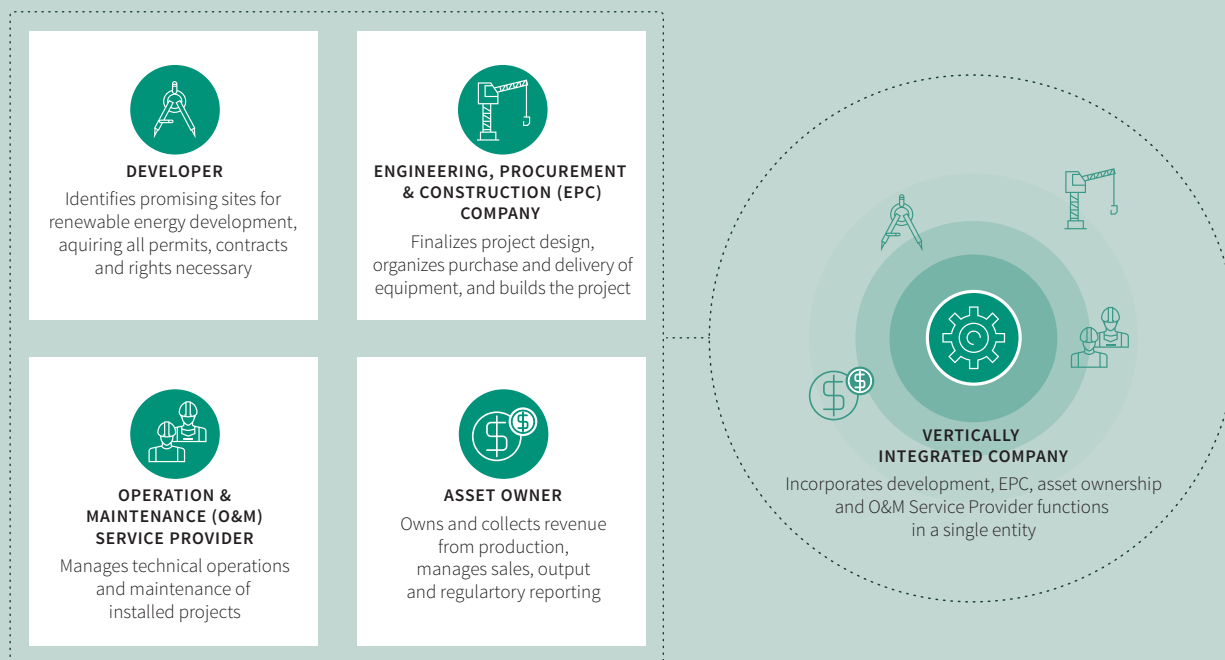 DEVELOPER
Identifies promising sites for
renewable energy development,
aquiring all permits, contracts
and rights necessary
ENGINEERING, PROCUREMENT
& CONSTRUCTION (EPC)
COMPANY
Finalizes project design,
organizes purchase and delivery of
equipment, and builds the project
OPERATION &
MAINTENANCE (O&M)
SERVICE PROVIDER
Manages technical operations
and maintenance of
installed projects
ASSET OWNER
Owns and collects revenue
from production,
manages sales, output
and regulartory reporting
VERTICALLY
INTEGRATED COMPANY
Incorporates development, EPC, asset ownership
and O&M Service Provider functions
in a single entity